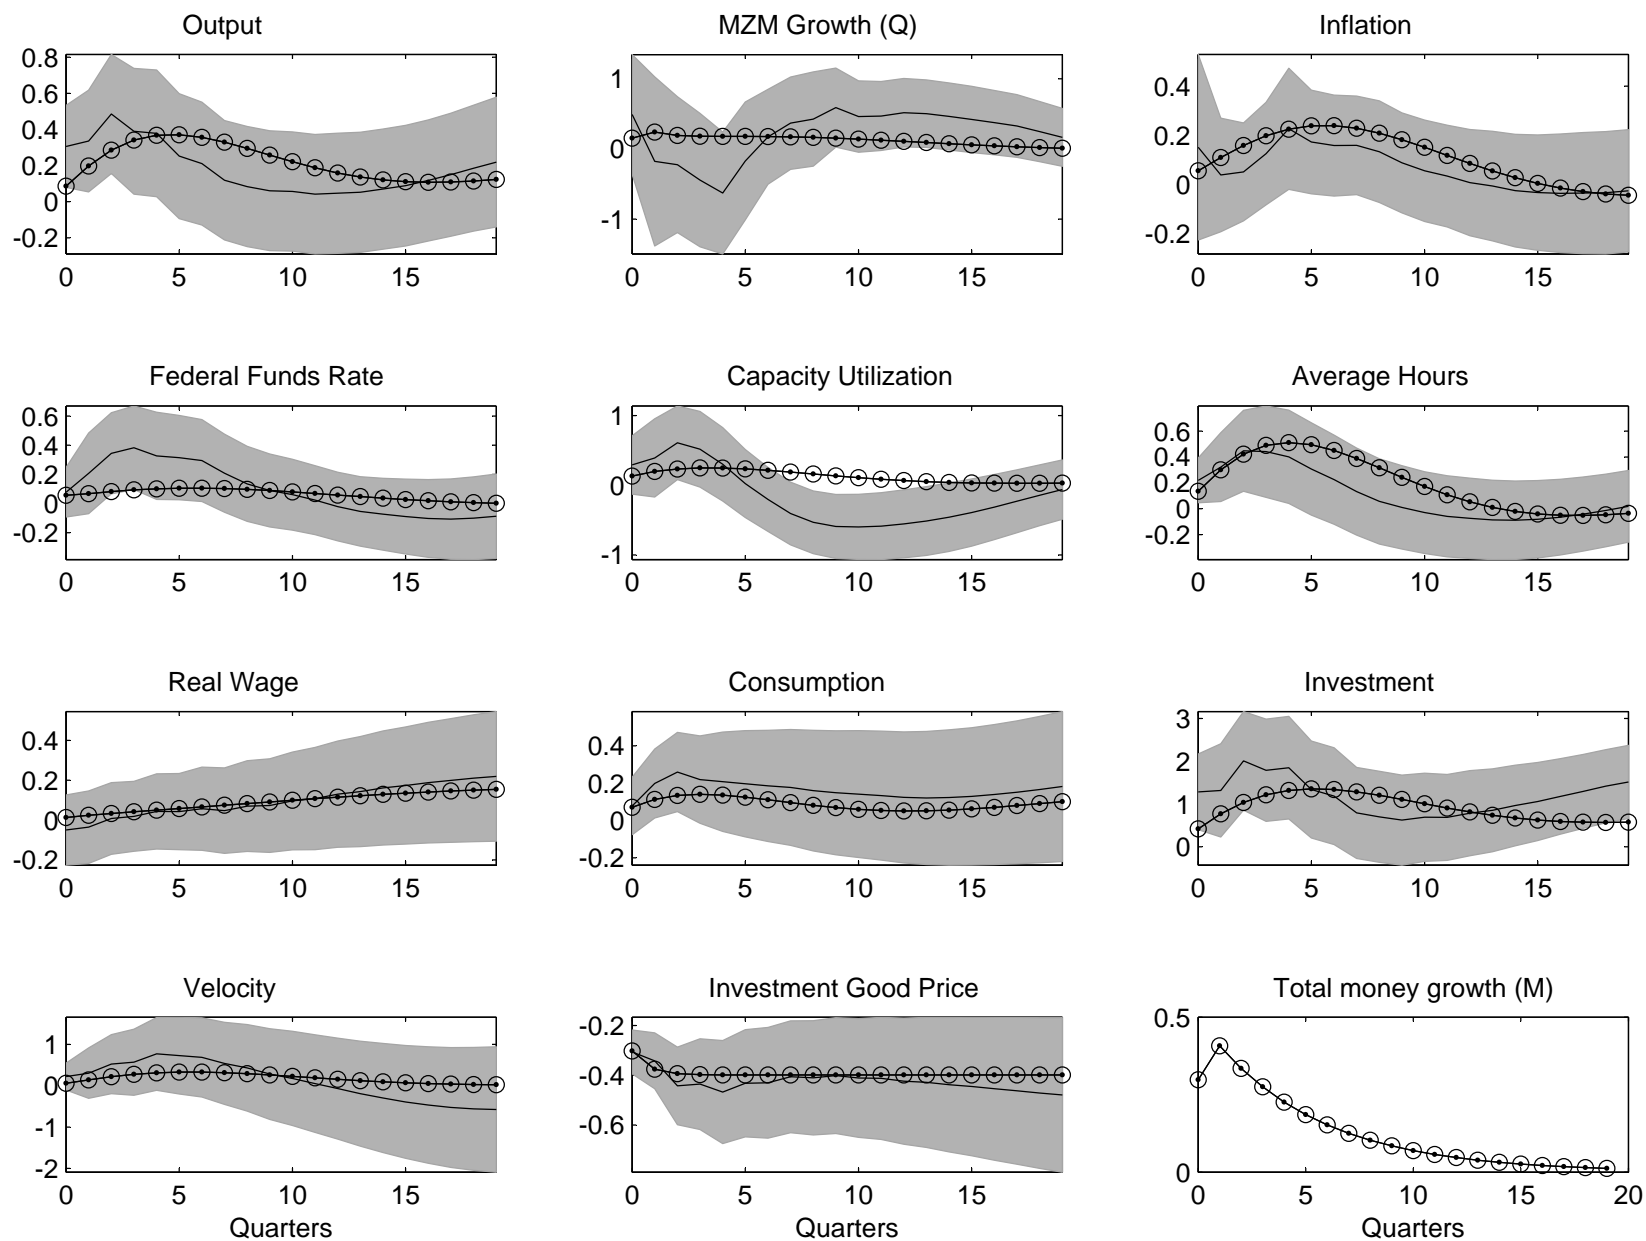 Output
0.8
0.6
0.4
0.2
0
-0.2
0 5 10 15
MZM Growth (Q)
1
0
-1
0 5 10 15
Inflation
0.4
0.2
0
-0.2
0 5 10 15
Federal Funds Rate
0.6
0.4
0.2
0
-0.2
0 5 10 15
Capacity Utilization
1
0
-1
0 5 10 15
Average Hours
0.6
0.4
0.2
0
-0.2
0 5 10 15
Real Wage
0.4
0.2
0
-0.2
0 5 10 15
Consumption
0.4
0.2
0
-0.2
0 5 10 15
Investment
3
2
1
0
0 5 10 15
Velocity
1
0
-1
-2
0 5 10 15
Quarters
Investment Good Price
-0.2
-0.4
-0.6
0 5 10 15
Quarters
Total money growth (M)
0.5
0
0 5 10 15 20
Quarters